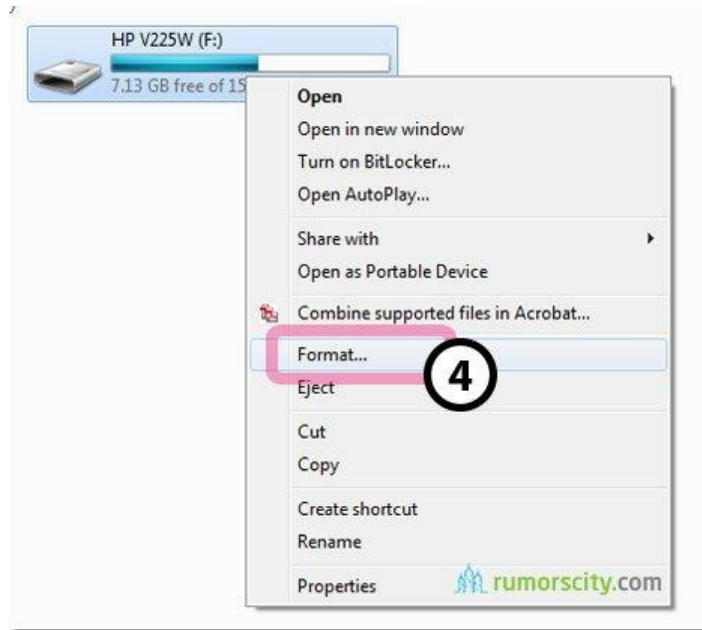 HP V225W (F:)
7.13 GB free of 15
Open
Open in new window
Turn on BitLocker...
Open AutoPlay...
Share with
Open as Portable Device
Combine supported files in Acrobat...
Format...
4
Eject
Cut
Copy
Create shortcut
Rename
Properties
rumorscity.com